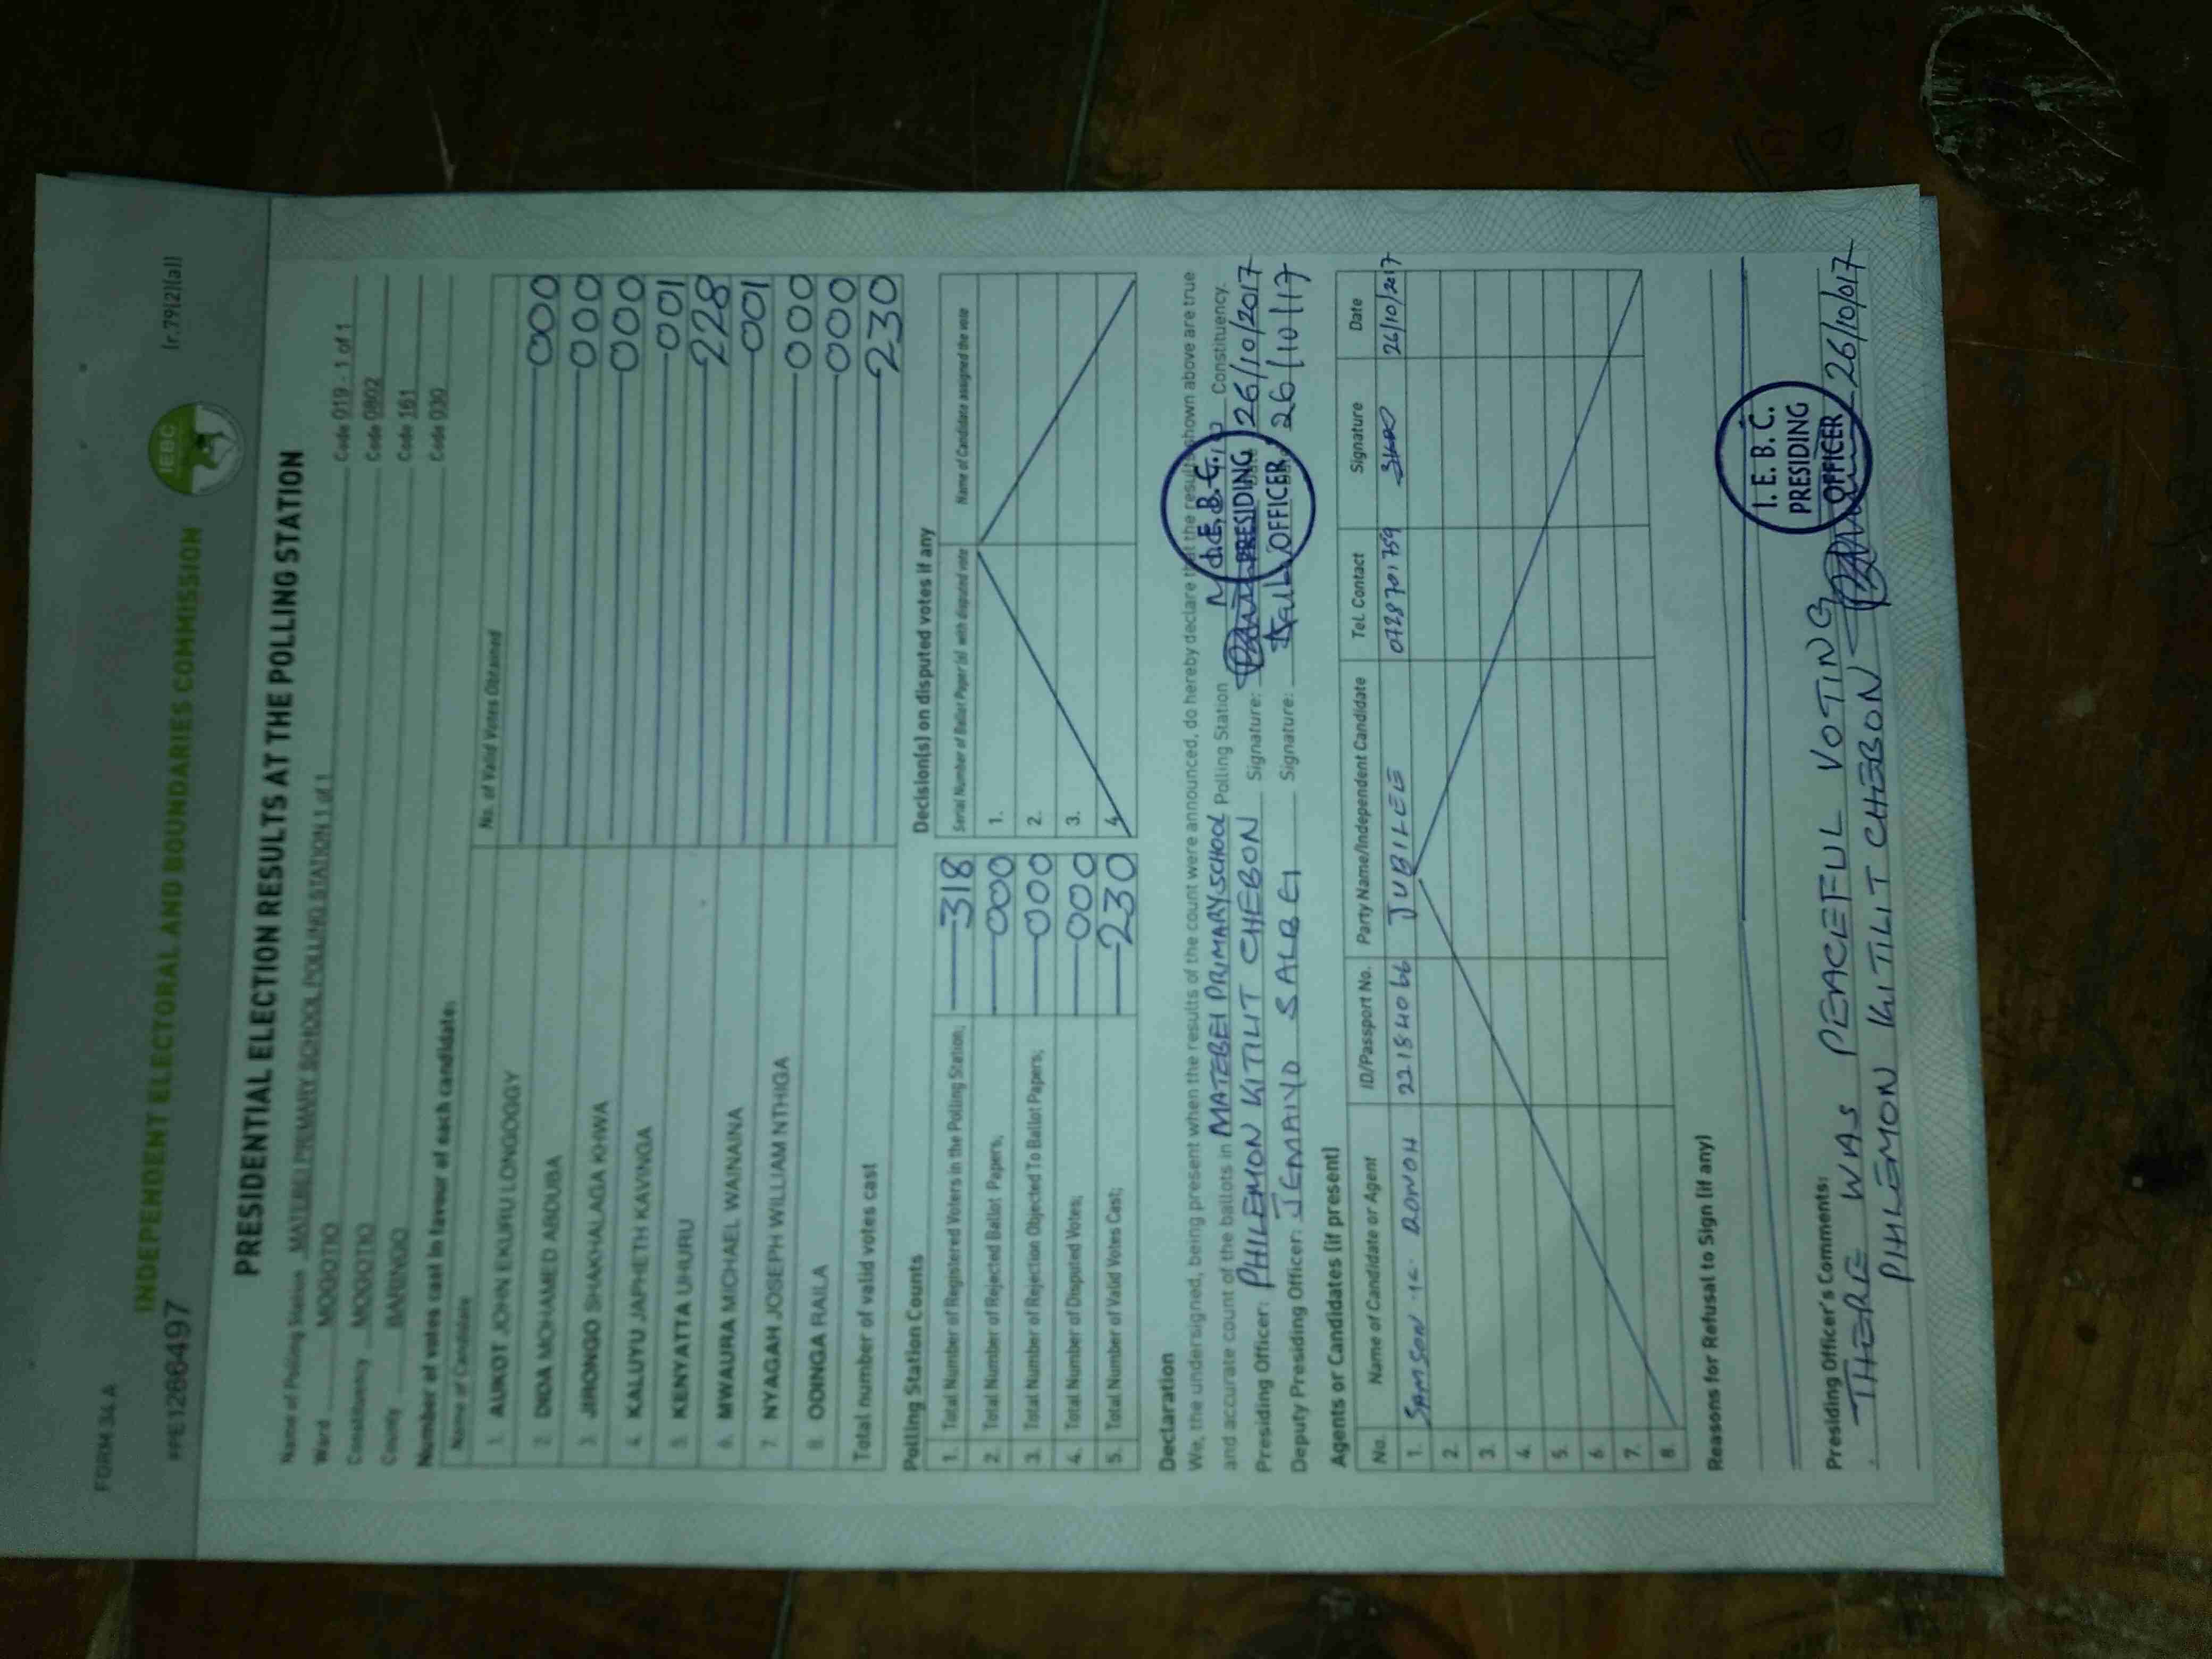 FORM 34A
INDEPENDENT ELECTORAL AND BOUNDARIES COMMISSION
IEBC
(r.79(2)(a))
PPE1266497
PRESIDENTIAL ELECTION RESULTS AT THE POLLING STATION
Name of Polling Station MATEBEI PRIMARY SCHOOL POLLING STATION 1 of 1 Code 019 - 1 of 1
Ward MOGOTIO Code 0802
Constituency MOGOTIO Code 161
County BARINGO Code 030
Number of votes cast in favour of each candidate:
Name of Candidate No. of Valid Votes Obtained
1. AUKOT JOHN EKURU LONGOGGY 000
2. DIDA MOHAMED ABDUBA 000
3. JIRONGO SHAKHALAGA KHWA 000
4. KALUYU JAPHETH KAVINGA 001
5. KENYATTA UHURU 228
6. MWAURA MICHAEL WAINAINA 001
7. NYAGAH JOSEPH WILLIAM NTHIGA 000
8. ODINGA RAILA 000
Total number of valid votes cast 230
Polling Station Counts
1. Total Number of Registered Voters in the Polling Station; 318
2. Total Number of Rejected Ballot Papers; 000
3. Total Number of Rejection Objected To Ballot Papers; 000
4. Total Number of Disputed Votes; 000
5. Total Number of Valid Votes Cast; 230
Decision(s) on disputed votes if any
Serial Number of Ballot Paper (s) with disputed vote Name of Candidate assigned the vote
1.
2.
3.
4.
Declaration
We, the undersigned, being present when the results of the count were announced, do hereby declare that the results shown above are true
and accurate count of the ballots in MATEBEI PRIMARY SCHOOL Polling Station Constituency.
Presiding Officer: PHILEMON KITILIT CHEBON Signature: 26/10/2017
Deputy Presiding Officer: JEMAIYO SALBEI Signature: 26/10/17
I.E.B.C.
PRESIDING
OFFICER
Agents or Candidates (if present)
No. Name of Candidate or Agent ID/Passport No. Party Name/Independent Candidate Tel. Contact Signature Date
1. SAMSON K. 22184066 JUBILEE 0728701759 26/10/2017
2.
3.
4.
5.
6.
7.
8.
Reasons for Refusal to Sign (if any)
I.E.B.C.
PRESIDING
OFFICER
Presiding Officer's Comments:
THERE WAS PEACEFUL VOTING
PHILEMON KITILIT CHEBON 26/10/017